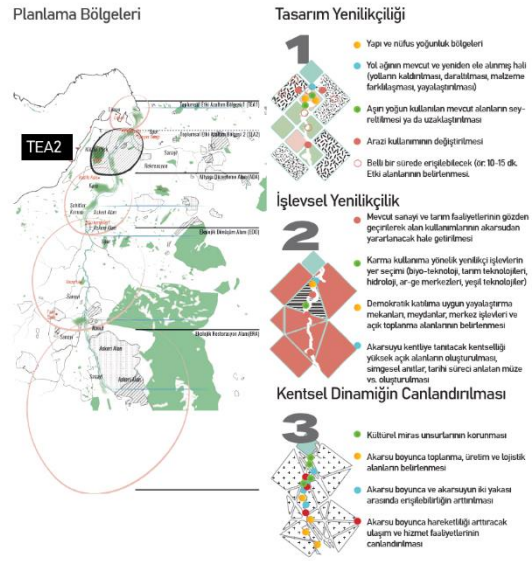 Planlama Bölgeleri
TEA2
Askeri Alan
Tasarım Yenilikçiliği
1
Yapı ve nüfus yoğunluk bölgeleri
Yol ağının mevcut ve yeniden ele alınmış hali
(yolların kaldırılması, daraltılması, malzeme
farklılaşması, yayalaştırılması)
Aşırı yoğun kullanılan mevcut alanların sey-
reltilmesi ya da uzaklaştırılması
Arazi kullanımının değiştirilmesi
Belli bir sürede erişilebilecek (ör: 10-15 dk.
Etki alanlarının belirlenmesi.
İşlevsel Yenilikçilik
2
Mevcut sanayi ve tarım faaliyetlerinin gözden
geçirilerek alan kullanımlarının akarsudan
yararlanacak hale getirilmesi
Karma kullanıma yönelik yenilikçi işlevlerin
yer seçimi (biyo-teknoloji, tarım teknolojileri,
hidroloji, ar-ge merkezleri, yeşil teknolojiler)
Demokratik katılıma uygun yayalaştırma
mekanları, meydanlar, merkez işlevleri ve
açık toplanma alanlarının belirlenmesi
Akarsuyu kentliye tanıtacak kentselliği
yüksek açık alanların oluşturulması,
simgesel anıtlar, tarihi süreci anlatan müze
vs. oluşturulması
Kentsel Dinamiğin Canlandırılması
3
Kültürel miras unsurlarının korunması
Akarsu boyunca toplanma, üretim ve lojistik
alanların belirlenmesi
Akarsu boyunca ve akarsuyun iki yakası
arasında erişilebilirliğin arttırılması
Akarsu boyunca hareketliliği arttıracak
ulaşım ve hizmet faaliyetlerinin
canlandırılması